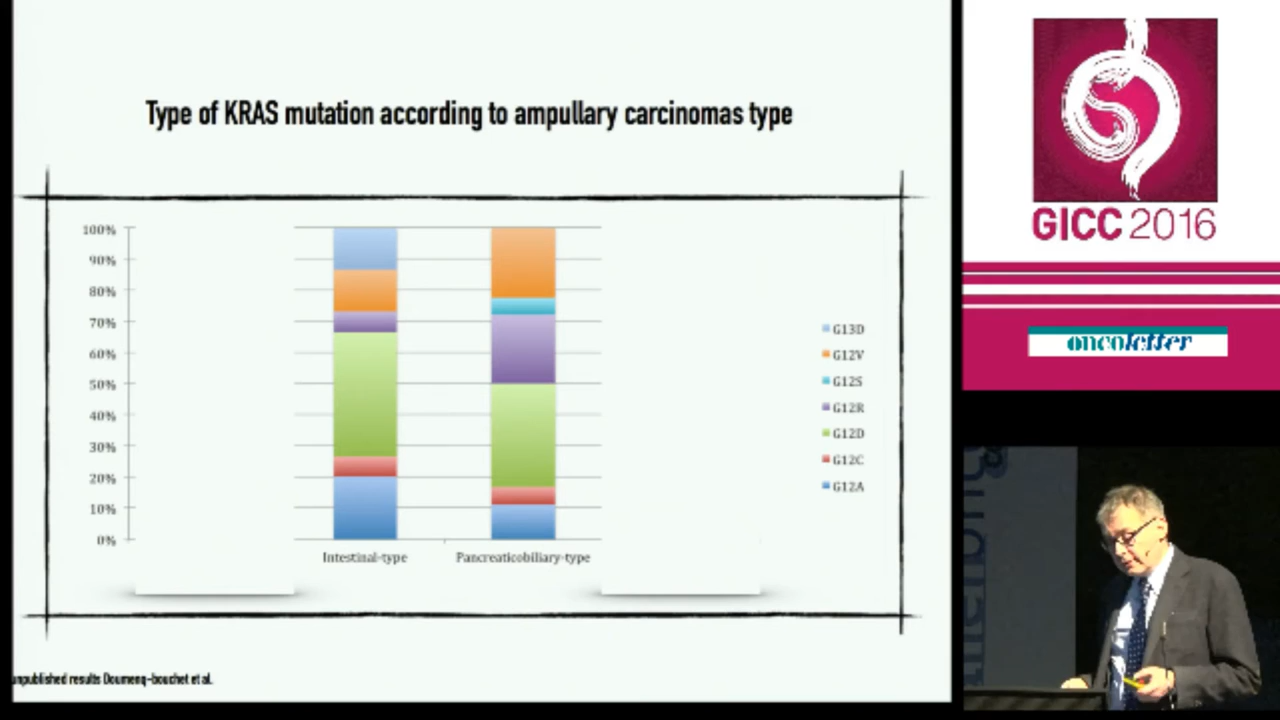 Type of KRAS mutation according to ampullary carcinomas type
100%
90%
80%
70%
60%
50%
40%
30%
20%
10%
0%
Intestinal-type
Pancreaticobiliary-type
G13D
G12V
G12S
G12R
G12D
G12C
G12A
unpublished results Doumenq-bouchet et al.
GICC 2016
oncoletter